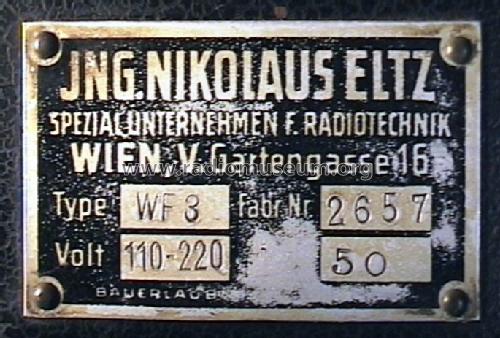 JNG. NIKOLAUS ELTZ
SPEZIALUNTERNEHMEN F. RADIOTECHNIK
WIEN, V. Gartengasse 16
www.radiomuseum.org
Type WF 3 Fabr. Nr. 2657
Volt 110-220 50
BAUERLAUB